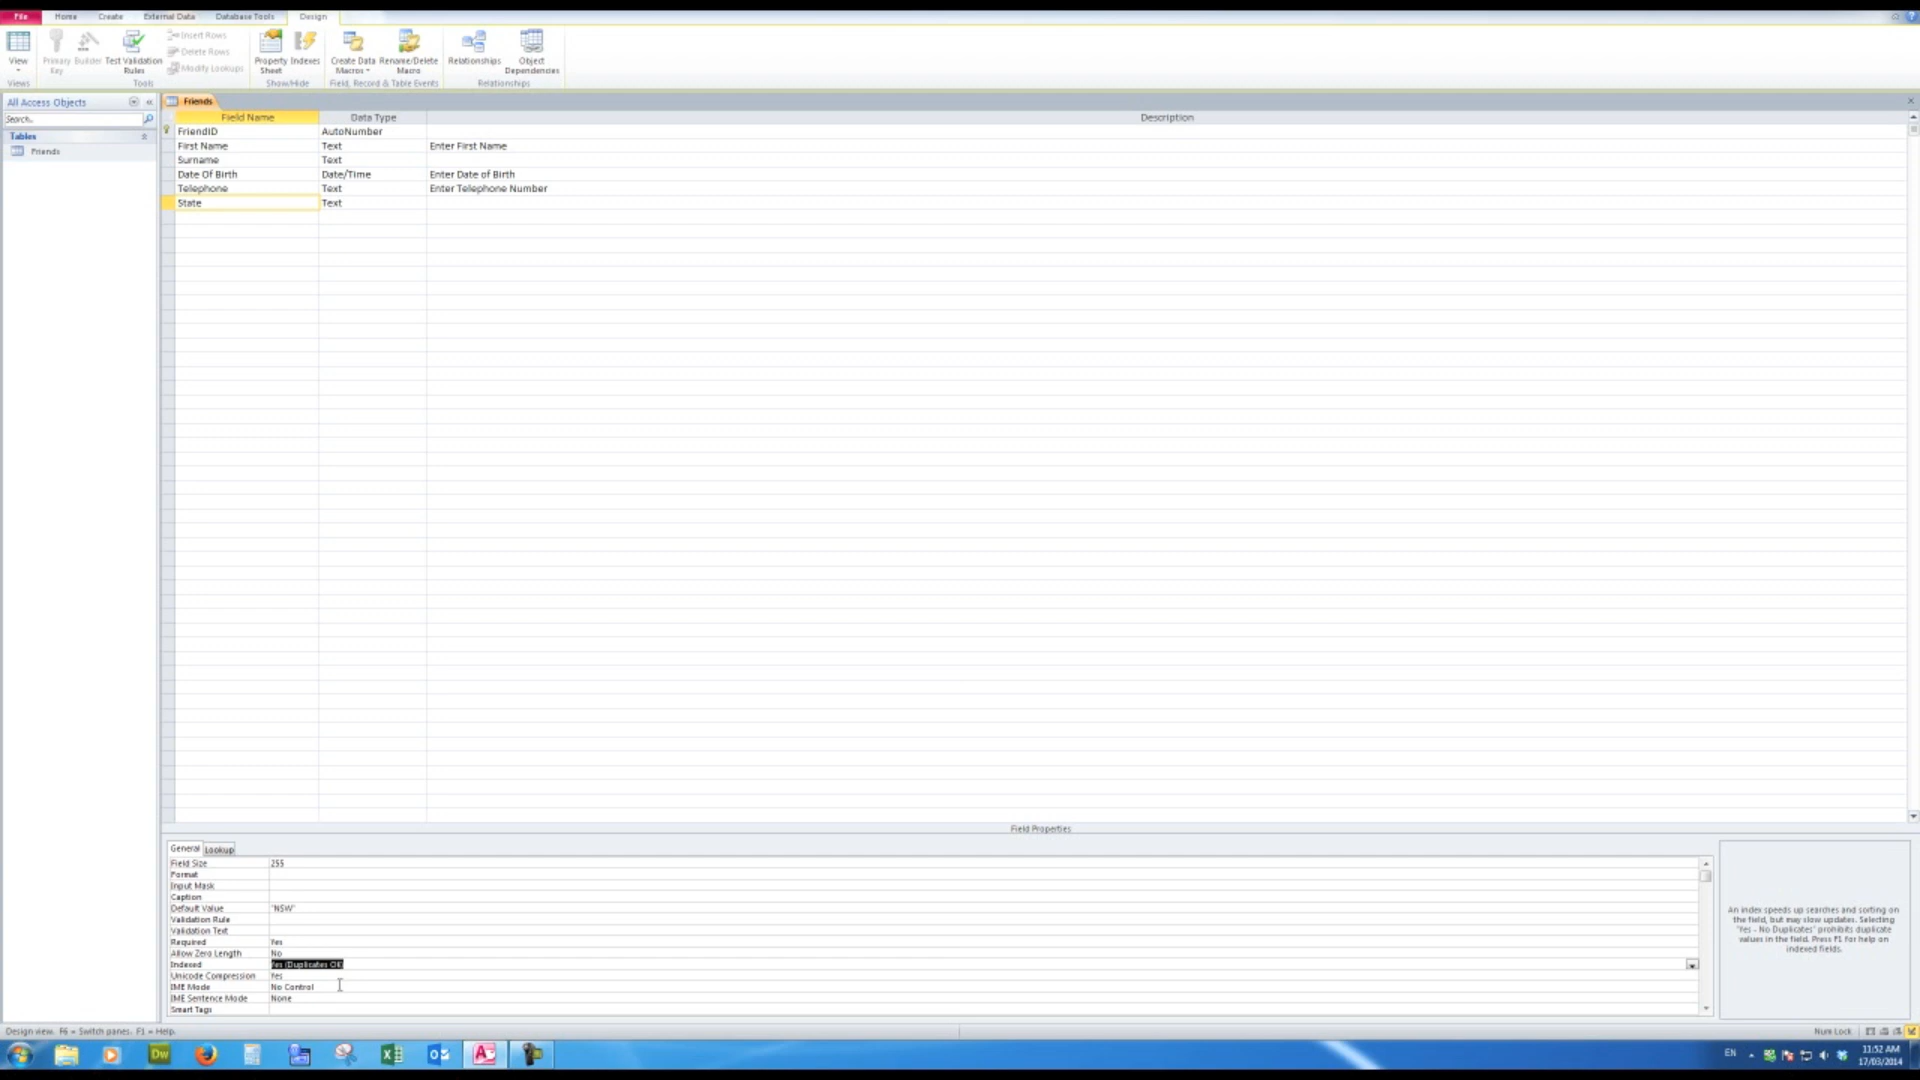 File Home Create External Data Database Tools Design
View Primary Key Builder Test Validation Rules Insert Rows Delete Rows Modify Lookups Property Sheet Indexes Create Data Macros Rename/Delete Macro Relationships Object Dependencies
Views Tools Show/Hide Field, Record & Table Events Relationships
All Access Objects
Search..
Tables
Friends
Friends
Field Name Data Type Description
FriendID AutoNumber
First Name Text Enter First Name
Surname Text
Date Of Birth Date/Time Enter Date of Birth
Telephone Text Enter Telephone Number
State Text
Field Properties
General Lookup
Field Size 255
Format
Input Mask
Caption
Default Value "NSW"
Validation Rule
Validation Text
Required Yes
Allow Zero Length No
Indexed Yes (Duplicates OK)
Unicode Compression Yes
IME Mode No Control
IME Sentence Mode None
Smart Tags
An index speeds up searches and sorting on
the field, but may slow updates. Selecting
"Yes - No Duplicates" prohibits duplicate
values in the field. Press F1 for help on
indexed fields.
Design view. F6 = Switch panes. F1 = Help.
Num Lock
Dw
EN
11:52 AM
17/03/2014